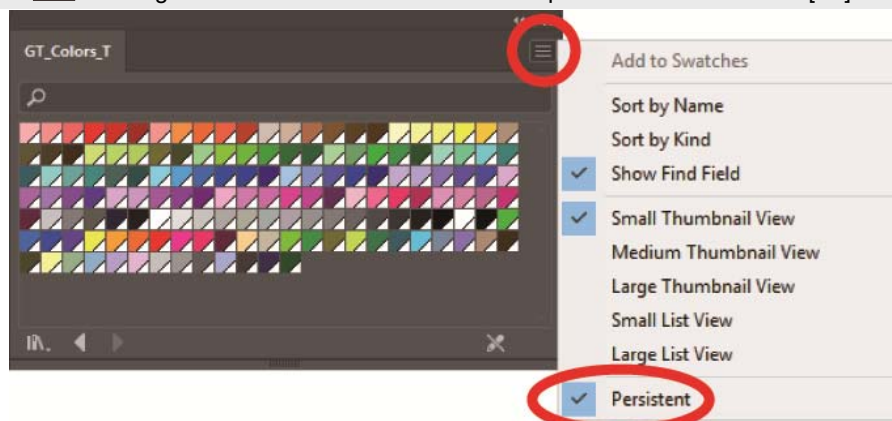 GT_Colors_T
Add to Swatches
Sort by Name
Sort by Kind
Show Find Field
Small Thumbnail View
Medium Thumbnail View
Large Thumbnail View
Small List View
Large List View
Persistent